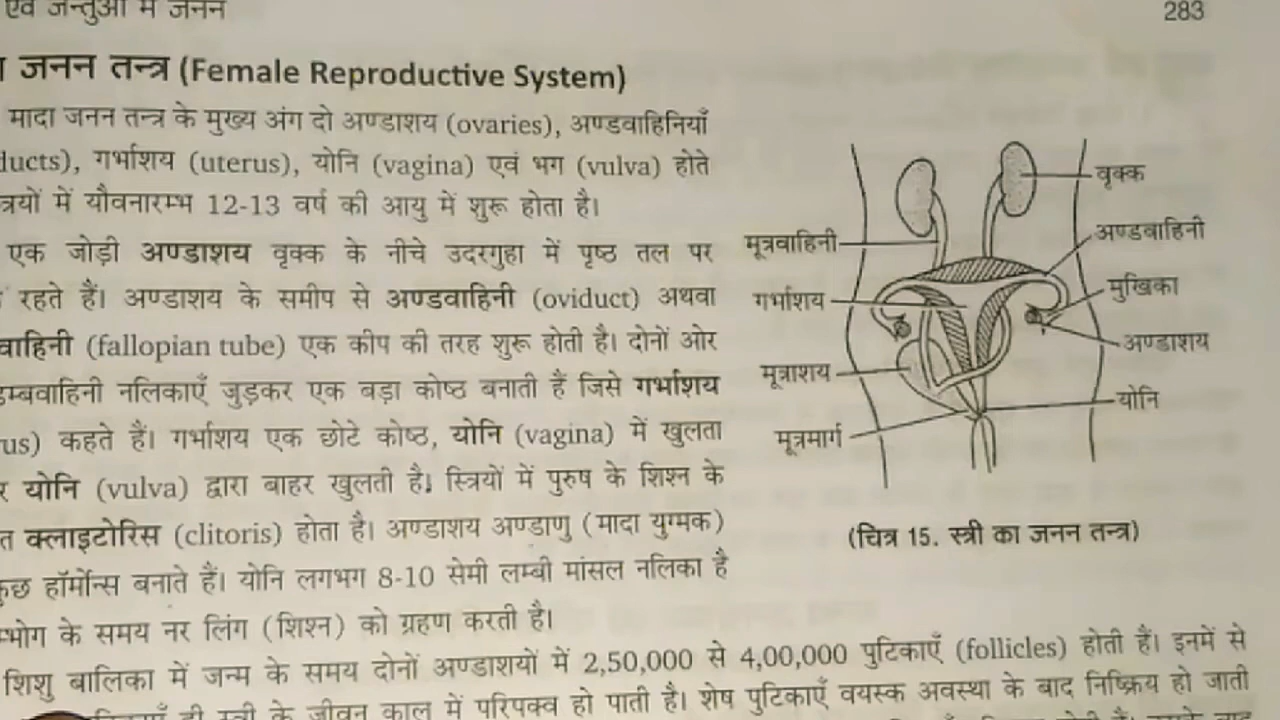 एवं जन्तुओं में जनन
283
जनन तन्त्र (Female Reproductive System)
मादा जनन तन्त्र के मुख्य अंग दो अण्डाशय (ovaries), अण्डवाहिनियाँ
ducts), गर्भाशय (uterus), योनि (vagina) एवं भग (vulva) होते
त्रयों में यौवनारम्भ 12-13 वर्ष की आयु में शुरू होता है।
एक जोड़ी अण्डाशय वृक्क के नीचे उदरगुहा में पृष्ठ तल पर
रहते हैं। अण्डाशय के समीप से अण्डवाहिनी (oviduct) अथवा
वाहिनी (fallopian tube) एक कीप की तरह शुरू होती है। दोनों ओर
डम्बवाहिनी नलिकाएँ जुड़कर एक बड़ा कोष्ठ बनाती हैं जिसे गर्भाशय
us) कहते हैं। गर्भाशय एक छोटे कोष्ठ, योनि (vagina) में खुलता
र योनि (vulva) द्वारा बाहर खुलती है। स्त्रियों में पुरुष के शिश्न के
त क्लाइटोरिस (clitoris) होता है। अण्डाशय अण्डाणु (मादा युग्मक)
कुछ हॉर्मोन्स बनाते हैं। योनि लगभग 8-10 सेमी लम्बी मांसल नलिका है
म्भोग के समय नर लिंग (शिश्न) को ग्रहण करती है।
शिशु बालिका में जन्म के समय दोनों अण्डाशयों में 2,50,000 से 4,00,000 पुटिकाएँ (follicles) होती हैं। इनमें से
ही स्त्री के जीवन काल में परिपक्व हो पाती है। शेष पुटिकाएँ वयस्क अवस्था के बाद निष्क्रिय हो जाती
वृक्क
मूत्रवाहिनी
अण्डवाहिनी
गर्भाशय
मुखिका
अण्डाशय
मूत्राशय
योनि
मूत्रमार्ग
(चित्र 15. स्त्री का जनन तन्त्र)